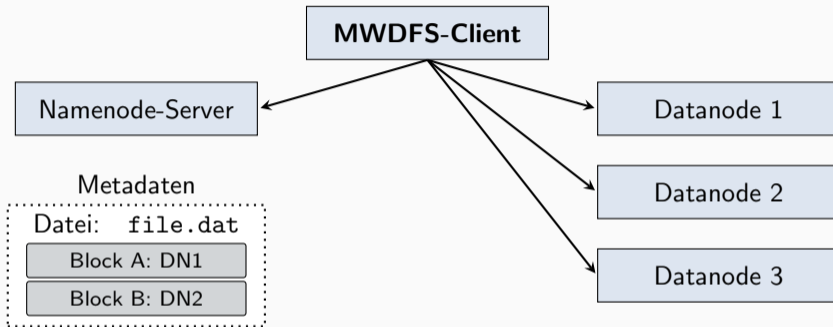 MWDFS-Client
Namenode-Server
Datanode 1
Metadaten
Datanode 2
Datei: file.dat
Block A: DN1
Datanode 3
Block B: DN2